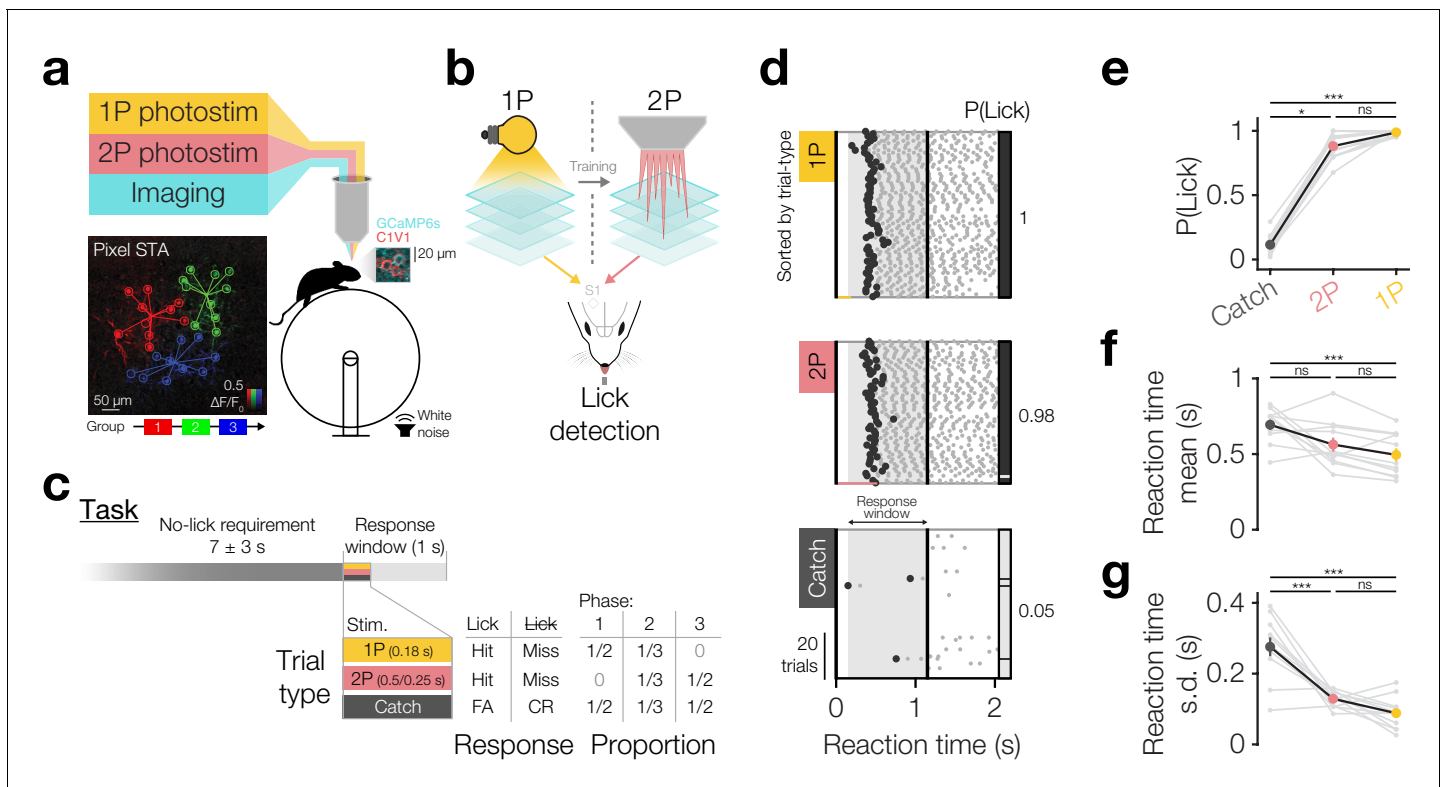 a
1P photostim
2P photostim
Imaging
GCaMP6s
C1V1
20 µm
Pixel STA
0.5
ΔF/F0
50 µm
Group 1 2 3
White
noise
b
1P 2P
Training
S1
Lick
detection
c
Task
No-lick requirement
7 ± 3 s
Response
window (1 s)
Stim.
Trial
type
1P (0.18 s)
2P (0.5/0.25 s)
Catch
Phase:
Lick Lick 1 2 3
Hit Miss 1/2 1/3 0
Hit Miss 0 1/3 1/2
FA CR 1/2 1/3 1/2
Response Proportion
d
P(Lick)
Sorted by trial-type
1P
1
2P
0.98
Response
window
Catch
0.05
20
trials
0 1 2
Reaction time (s)
e
***
* ns
P(Lick)
1
0.5
0
Catch 2P 1P
f
***
ns ns
Reaction time
mean (s)
1
0.5
0
g
***
*** ns
Reaction time
s.d. (s)
0.4
0.2
0